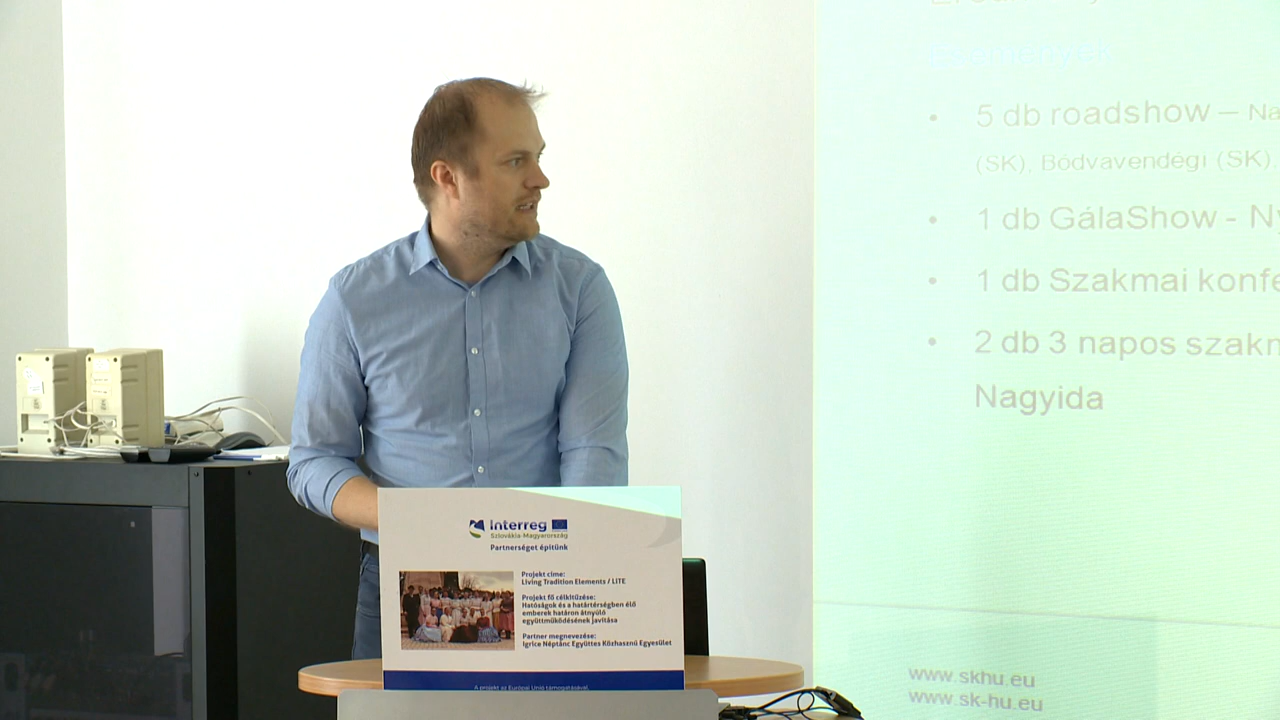 Események
• 5 db roadshow – Na
(SK), Bódvavendégi (SK),
• 1 db GálaShow - Ny
• 1 db Szakmai konfe
• 2 db 3 napos szakm
Nagyida
www.skhu.eu
www.sk-hu.eu
Interreg
Szlovákia-Magyarország
Partnerséget építünk
Projekt címe:
Living Tradition Elements / LITE
Projekt fő célkitűzése:
Hatóságok és a határtérségben élő
emberek határon átnyúló
együttműködésének javítása
Partner megnevezése:
Igrice Néptánc Együttes Közhasznú Egyesület
A projekt az Európai Unió támogatásával,